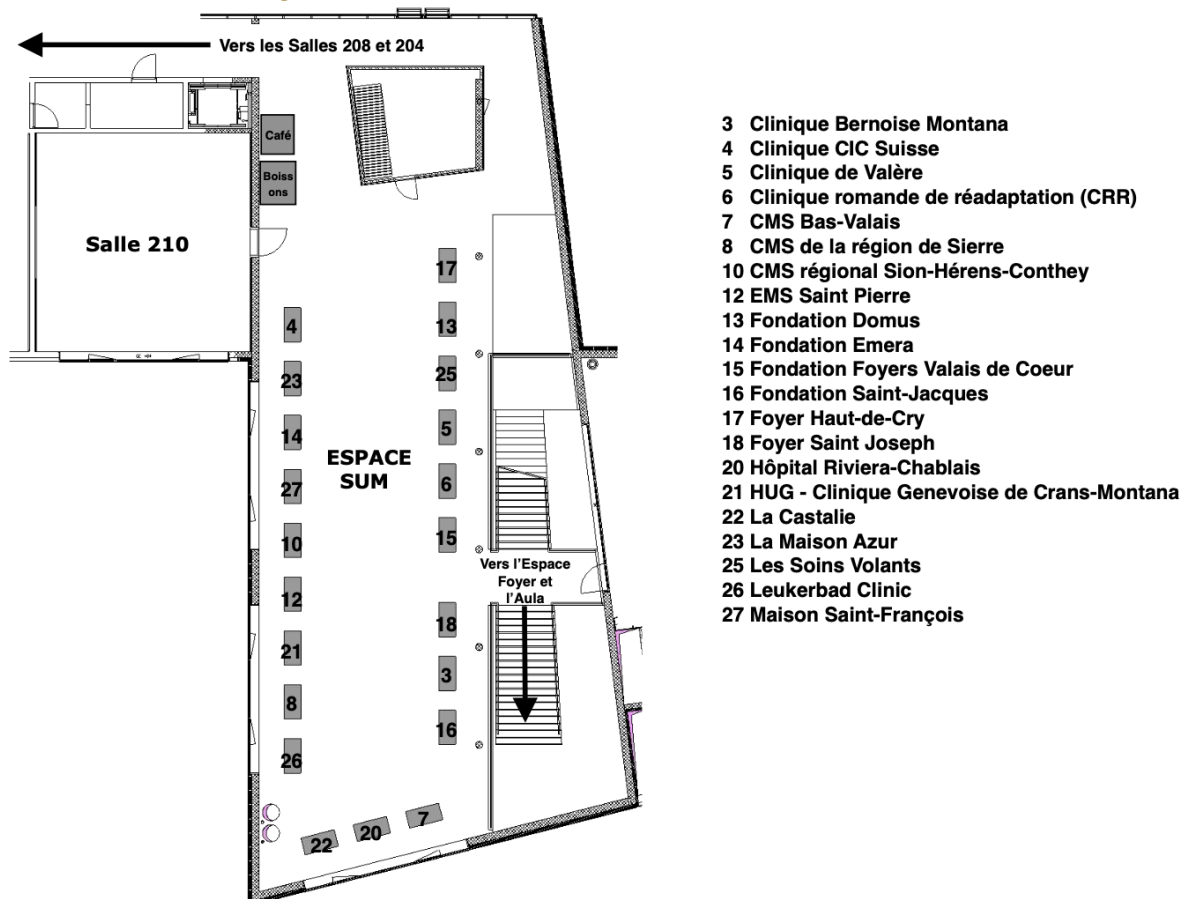 Vers les Salles 208 et 204
Café
Boiss
ons
Salle 210
17
4
13
23
25
14
5
ESPACE
SUM
27
6
10
15
Vers l'Espace
Foyer et
l'Aula
12
18
21
3
8
16
26
7
20
22
3 Clinique Bernoise Montana
4 Clinique CIC Suisse
5 Clinique de Valère
6 Clinique romande de réadaptation (CRR)
7 CMS Bas-Valais
8 CMS de la région de Sierre
10 CMS régional Sion-Hérens-Conthey
12 EMS Saint Pierre
13 Fondation Domus
14 Fondation Emera
15 Fondation Foyers Valais de Coeur
16 Fondation Saint-Jacques
17 Foyer Haut-de-Cry
18 Foyer Saint Joseph
20 Hôpital Riviera-Chablais
21 HUG - Clinique Genevoise de Crans-Montana
22 La Castalie
23 La Maison Azur
25 Les Soins Volants
26 Leukerbad Clinic
27 Maison Saint-François